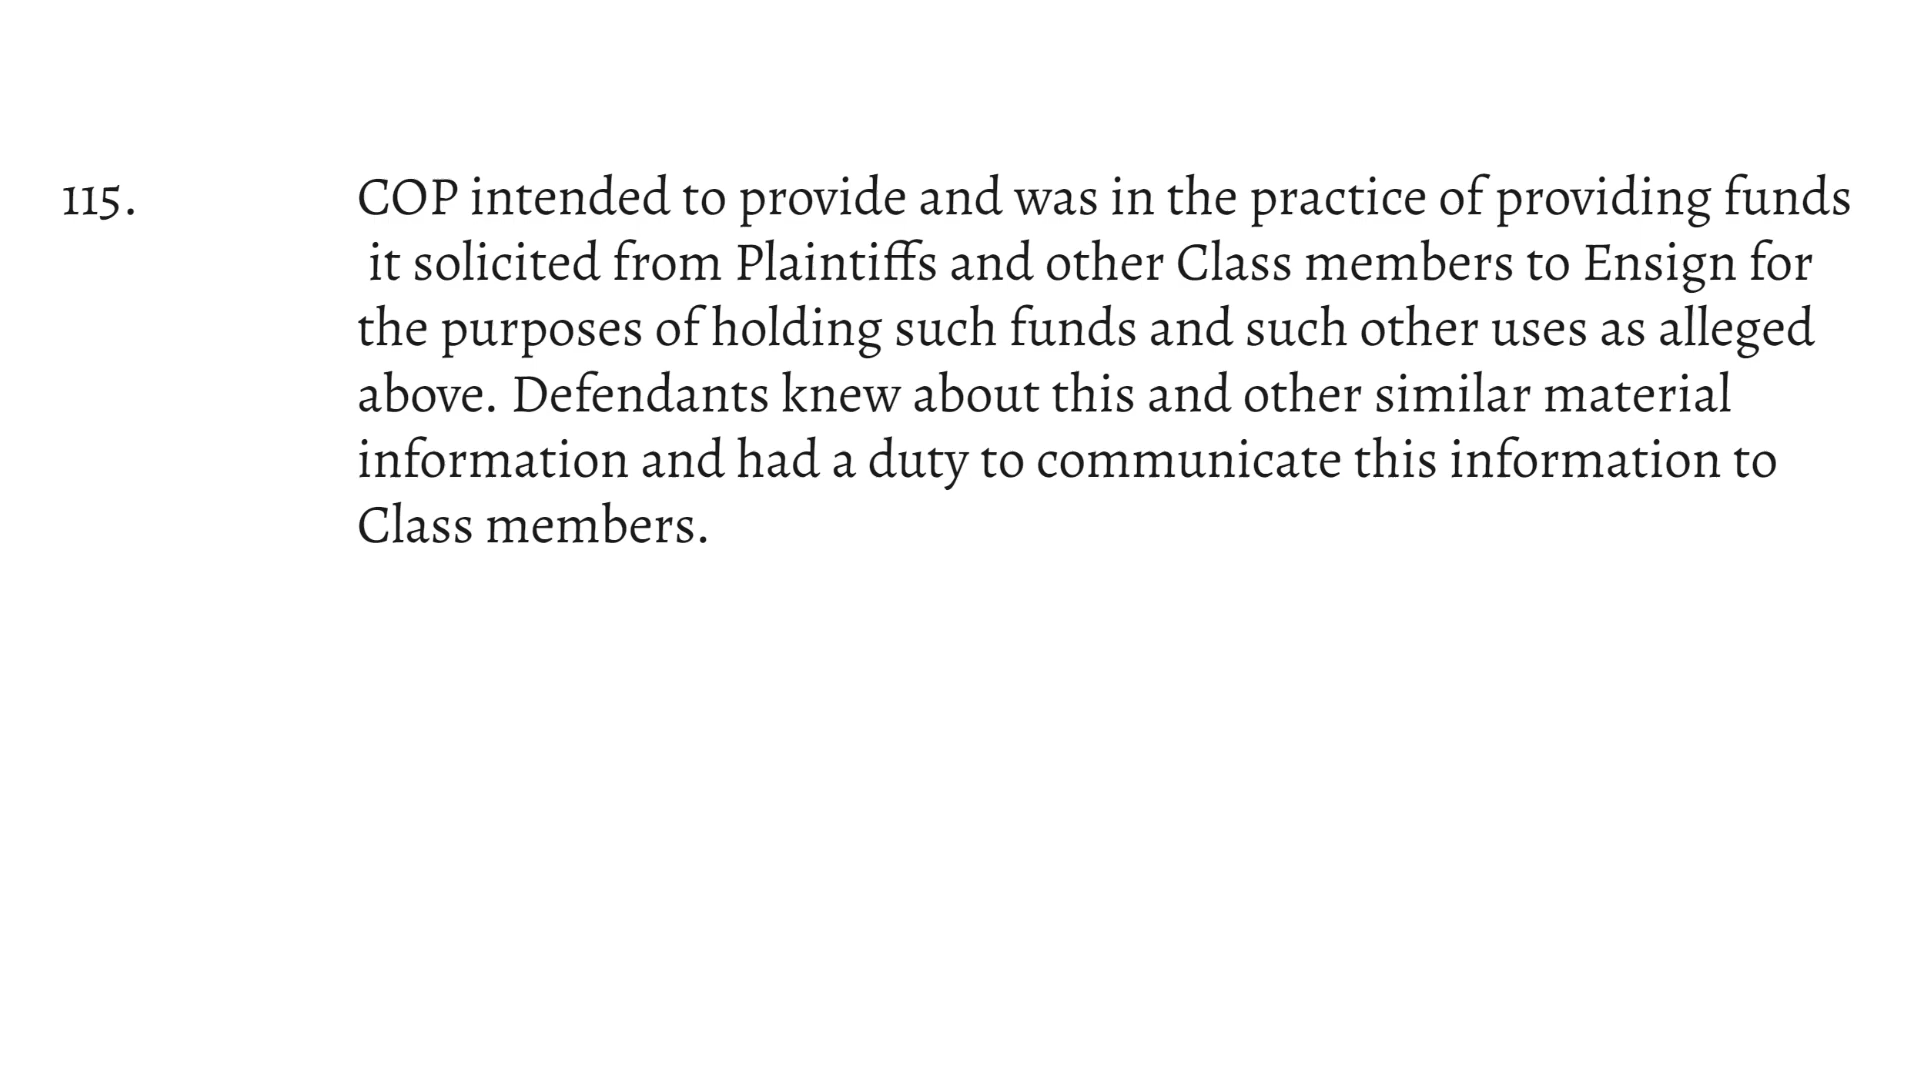 115. COP intended to provide and was in the practice of providing funds
it solicited from Plaintiffs and other Class members to Ensign for
the purposes of holding such funds and such other uses as alleged
above. Defendants knew about this and other similar material
information and had a duty to communicate this information to
Class members.